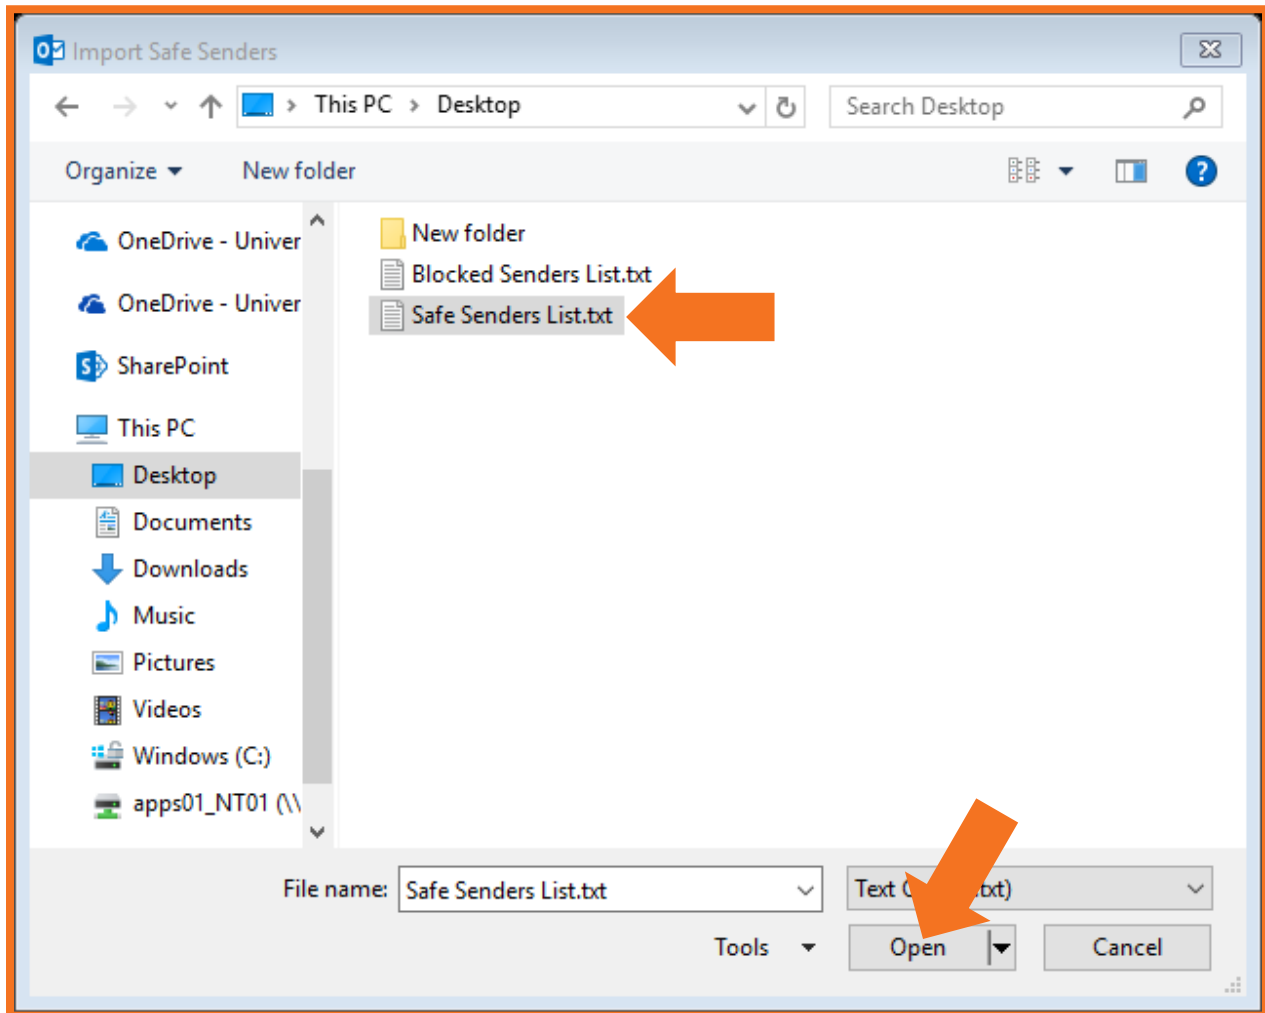 Import Safe Senders
This PC > Desktop
Search Desktop
Organize
New folder
OneDrive - Univer
OneDrive - Univer
SharePoint
This PC
Desktop
Documents
Downloads
Music
Pictures
Videos
Windows (C:)
apps01_NT01 (\\
New folder
Blocked Senders List.txt
Safe Senders List.txt
File name: Safe Senders List.txt
Text txt)
Tools
Open
Cancel